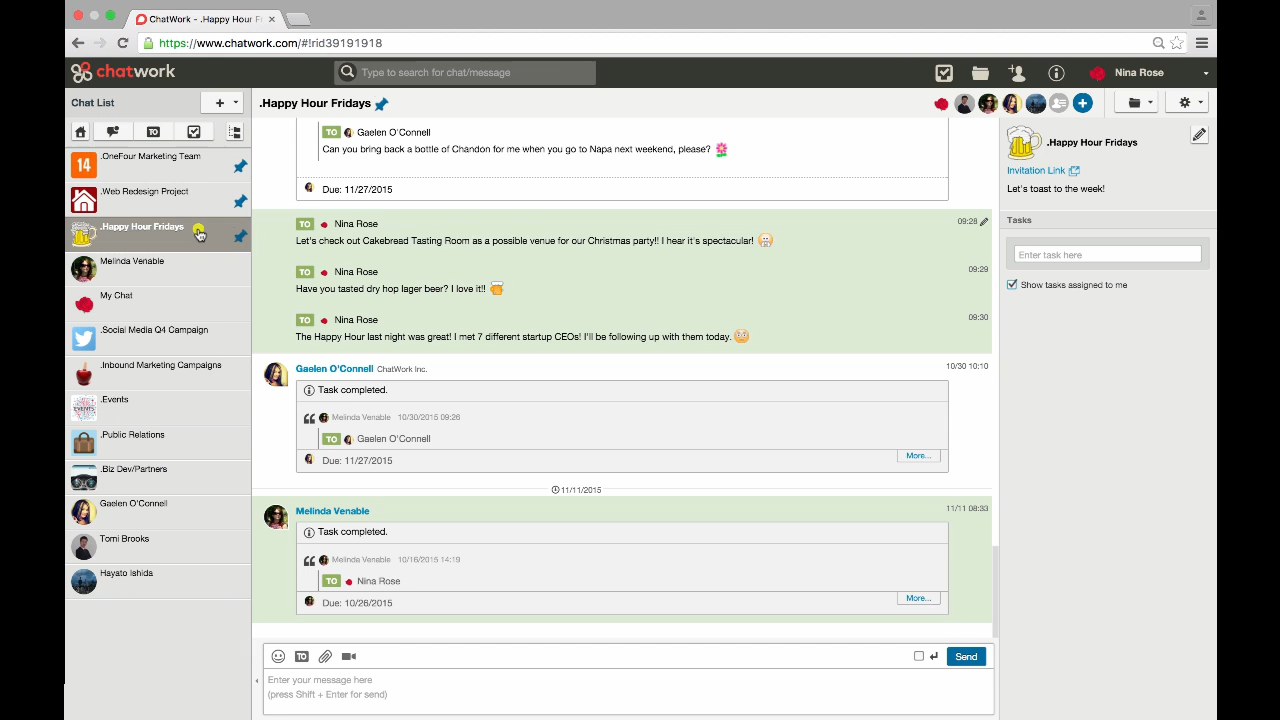 ChatWork - .Happy Hour Fr
https://www.chatwork.com/#!rid39191918
chatwork
Type to search for chat/message
Nina Rose
Chat List
+
TO
14
.OneFour Marketing Team
.Web Redesign Project
.Happy Hour Fridays
Melinda Venable
My Chat
.Social Media Q4 Campaign
.Inbound Marketing Campaigns
EVENTS
.Events
.Public Relations
.Biz Dev/Partners
Gaelen O'Connell
Tomi Brooks
Hayato Ishida
.Happy Hour Fridays
TO Gaelen O'Connell
Can you bring back a bottle of Chandon for me when you go to Napa next weekend, please?
Due: 11/27/2015
TO Nina Rose 09:28
Let's check out Cakebread Tasting Room as a possible venue for our Christmas party!! I hear it's spectacular!
TO Nina Rose 09:29
Have you tasted dry hop lager beer? I love it!!
TO Nina Rose 09:30
The Happy Hour last night was great! I met 7 different startup CEOs! I'll be following up with them today.
Gaelen O'Connell ChatWork Inc. 10/30 10:10
Task completed.
Melinda Venable 10/30/2015 09:26
TO Gaelen O'Connell
Due: 11/27/2015 More...
11/11/2015
Melinda Venable 11/11 08:33
Task completed.
Melinda Venable 10/16/2015 14:19
TO Nina Rose
Due: 10/26/2015 More...
TO
Send
Enter your message here
(press Shift + Enter for send)
.Happy Hour Fridays
Invitation Link
Let's toast to the week!
Tasks
Enter task here
Show tasks assigned to me